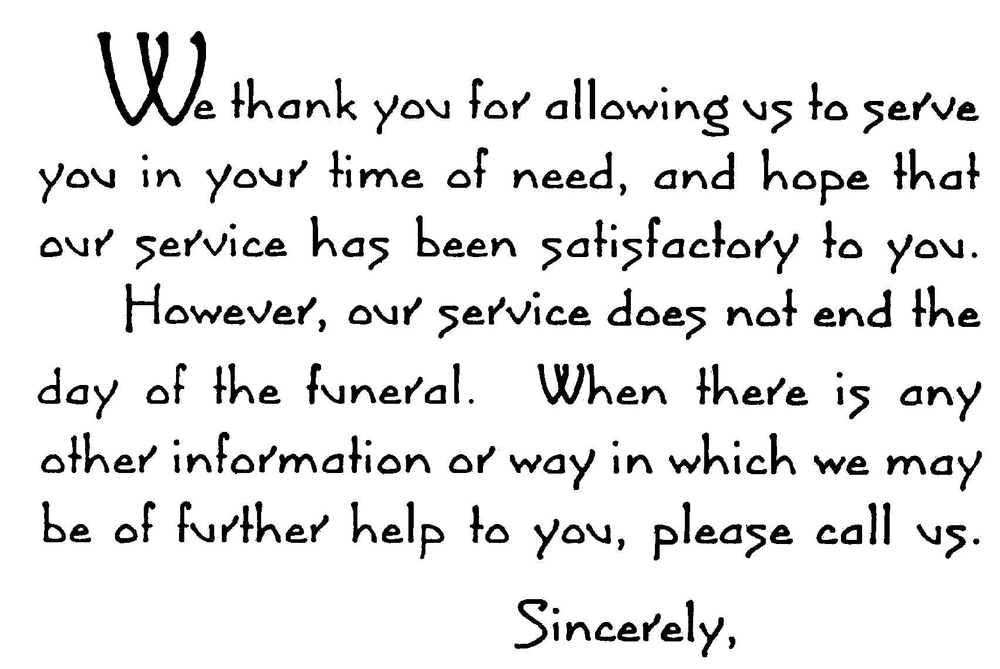 We thank you for allowing us to serve
you in your time of need, and hope that
our service has been satisfactory to you.
However, our service does not end the
day of the funeral. When there is any
other information or way in which we may
be of further help to you, please call us.
Sincerely,